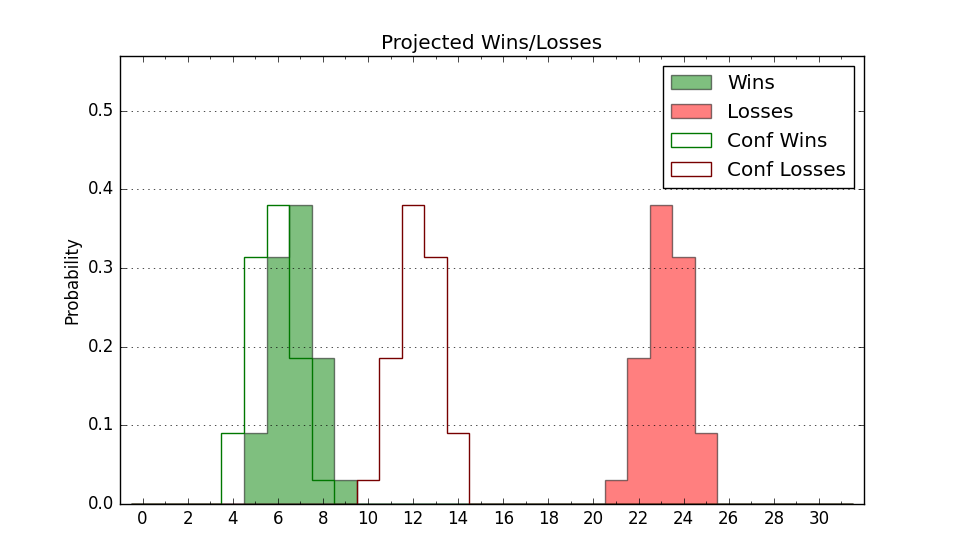 Projected Wins/Losses
Wins
Losses
Conf Wins
Conf Losses
Probability
0.5
0.4
0.3
0.2
0.1
0.0
0 2 4 6 8 10 12 14 16 18 20 22 24 26 28 30